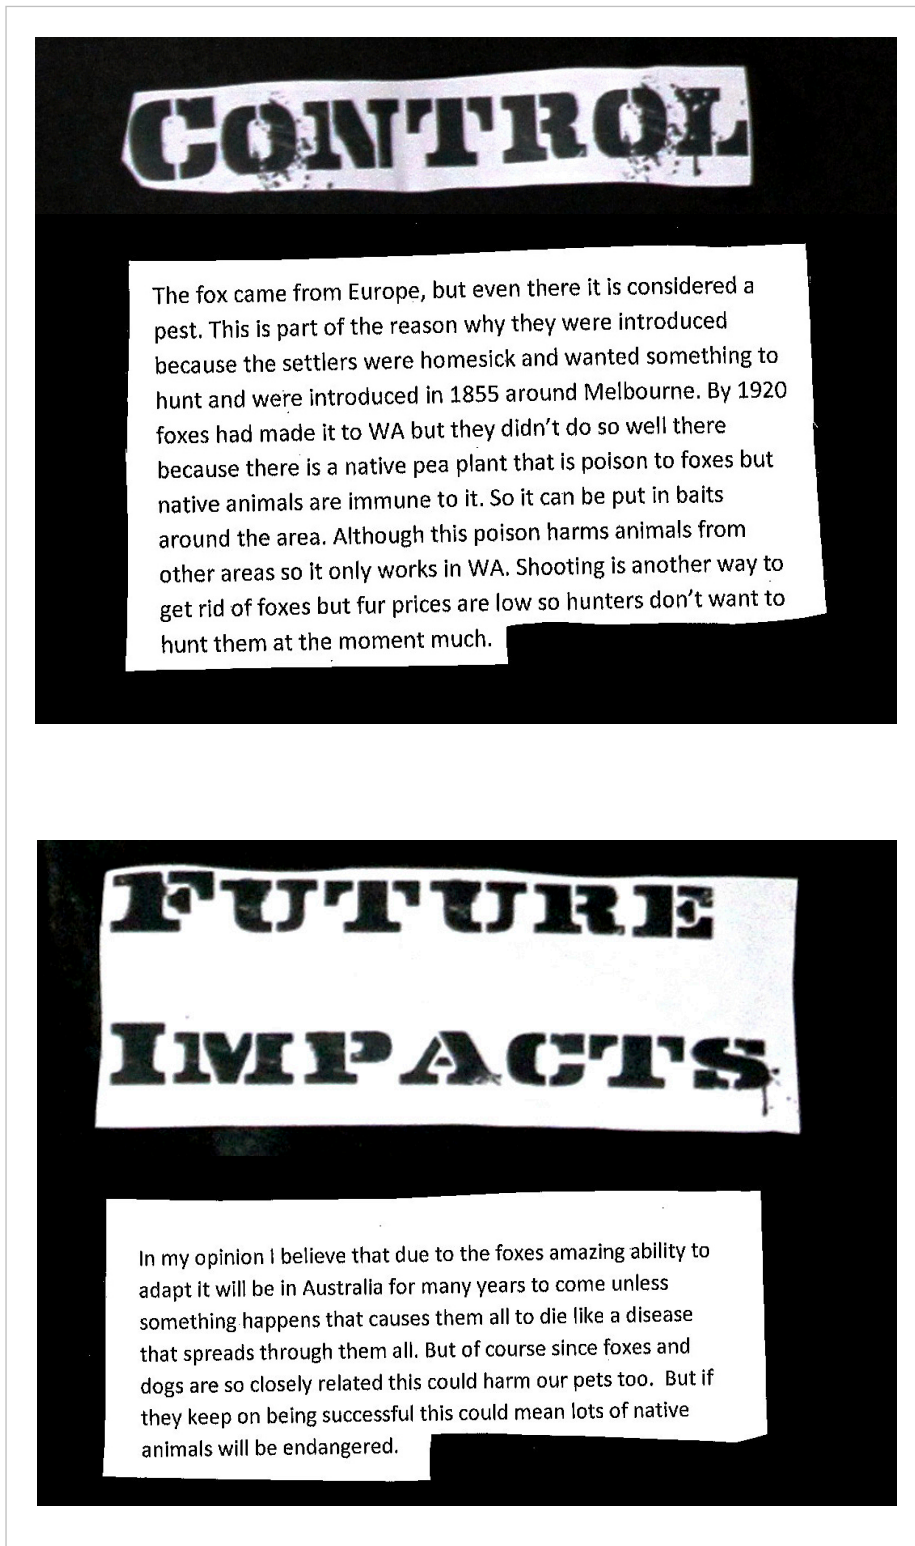 CONTROL
The fox came from Europe, but even there it is considered a
pest. This is part of the reason why they were introduced
because the settlers were homesick and wanted something to
hunt and were introduced in 1855 around Melbourne. By 1920
foxes had made it to WA but they didn't do so well there
because there is a native pea plant that is poison to foxes but
native animals are immune to it. So it can be put in baits
around the area. Although this poison harms animals from
other areas so it only works in WA. Shooting is another way to
get rid of foxes but fur prices are low so hunters don't want to
hunt them at the moment much.
FUTURE
IMPACTS
In my opinion I believe that due to the foxes amazing ability to
adapt it will be in Australia for many years to come unless
something happens that causes them all to die like a disease
that spreads through them all. But of course since foxes and
dogs are so closely related this could harm our pets too. But if
they keep on being successful this could mean lots of native
animals will be endangered.